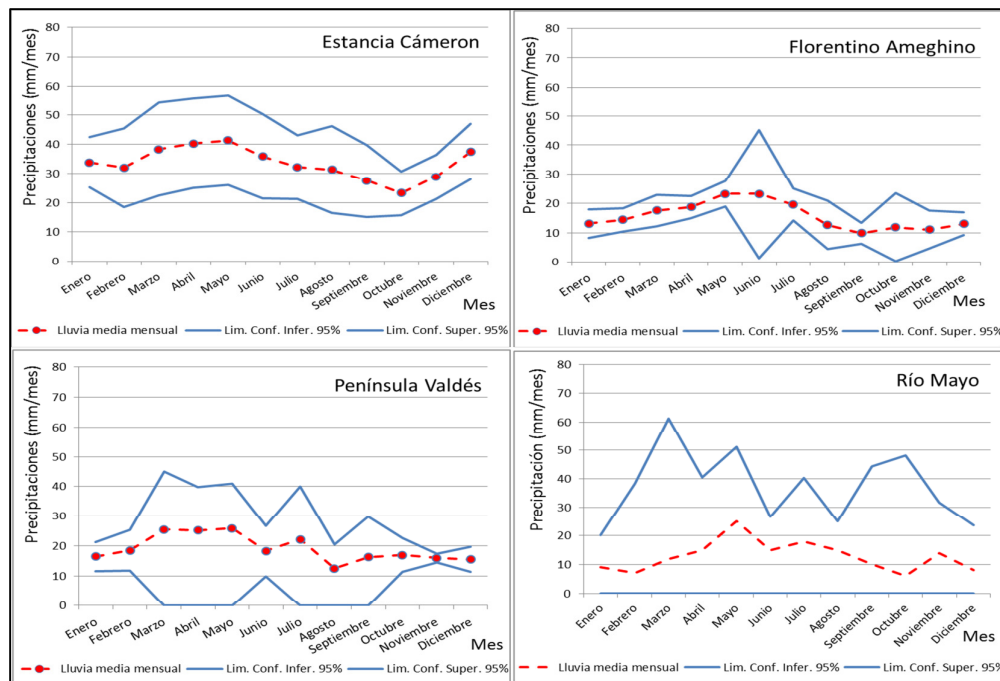 Estancia Cámeron
Precipitaciones (mm/mes)
80
70
60
50
40
30
20
10
0
Enero
Febrero
Marzo
Abril
Mayo
Junio
Julio
Agosto
Septiembre
Octubre
Noviembre
Diciembre
Mes
Lluvia media mensual Lim. Conf. Infer. 95% Lim. Conf. Super. 95%
Florentino Ameghino
Precipitaciones (mm/mes)
80
70
60
50
40
30
20
10
0
Enero
Febrero
Marzo
Abril
Mayo
Junio
Julio
Agosto
Septiembre
Octubre
Noviembre
Diciembre
Mes
Lluvia media mensual Lim. Conf. Infer. 95% Lim. Conf. Super. 95%
Península Valdés
Precipitaciones (mm/mes)
80
70
60
50
40
30
20
10
0
Enero
Febrero
Marzo
Abril
Mayo
Junio
Julio
Agosto
Septiembre
Octubre
Noviembre
Diciembre
Mes
Lluvia media mensual Lim. Conf. Infer. 95% Lim. Conf. Super. 95%
Río Mayo
Precipitación (mm/mes)
80
70
60
50
40
30
20
10
0
Enero
Febrero
Marzo
Abril
Mayo
Junio
Julio
Agosto
Septiembre
Octubre
Noviembre
Diciembre
Mes
Lluvia media mensual Lim. Conf. Infer. 95% Lim. Conf. Super. 95%